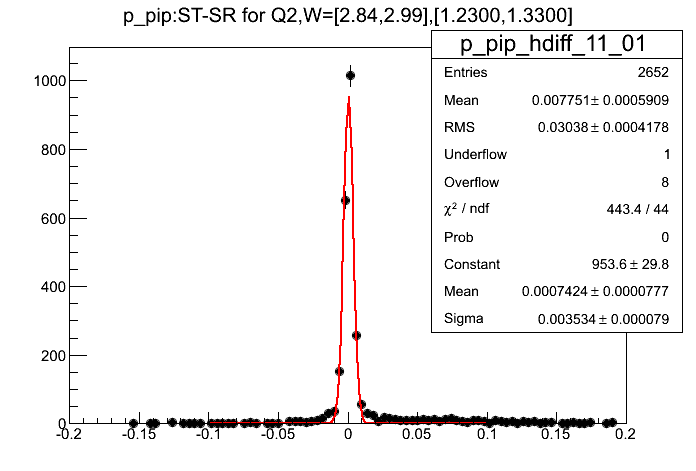 p_pip:ST-SR for Q2,W=[2.84,2.99],[1.2300,1.3300]
p_pip_hdiff_11_01
Entries 2652
Mean 0.007751± 0.0005909
RMS 0.03038± 0.0004178
Underflow 1
Overflow 8
χ² / ndf 443.4 / 44
Prob 0
Constant 953.6 ± 29.8
Mean 0.0007424 ± 0.0000777
Sigma 0.003534 ± 0.000079
1000
800
600
400
200
0
-0.2 -0.15 -0.1 -0.05 0 0.05 0.1 0.15 0.2